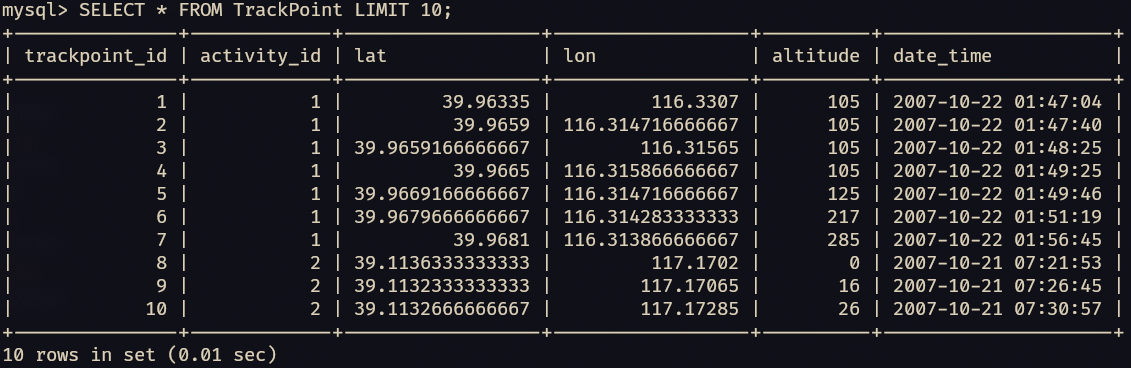 mysql> SELECT * FROM TrackPoint LIMIT 10;
+---------------+-------------+------------------+------------------+----------+---------------------+
| trackpoint_id | activity_id | lat              | lon              | altitude | date_time           |
+---------------+-------------+------------------+------------------+----------+---------------------+
|             1 |           1 |         39.96335 |         116.3307 |      105 | 2007-10-22 01:47:04 |
|             2 |           1 |          39.9659 | 116.314716666667 |      105 | 2007-10-22 01:47:40 |
|             3 |           1 | 39.9659166666667 |        116.31565 |      105 | 2007-10-22 01:48:25 |
|             4 |           1 |          39.9665 | 116.315866666667 |      105 | 2007-10-22 01:49:25 |
|             5 |           1 | 39.9669166666667 | 116.314716666667 |      125 | 2007-10-22 01:49:46 |
|             6 |           1 | 39.9679666666667 | 116.314283333333 |      217 | 2007-10-22 01:51:19 |
|             7 |           1 |          39.9681 | 116.313866666667 |      285 | 2007-10-22 01:56:45 |
|             8 |           2 | 39.1136333333333 |         117.1702 |        0 | 2007-10-21 07:21:53 |
|             9 |           2 | 39.1132333333333 |        117.17065 |       16 | 2007-10-21 07:26:45 |
|            10 |           2 | 39.1132666666667 |        117.17285 |       26 | 2007-10-21 07:30:57 |
+---------------+-------------+------------------+------------------+----------+---------------------+
10 rows in set (0.01 sec)